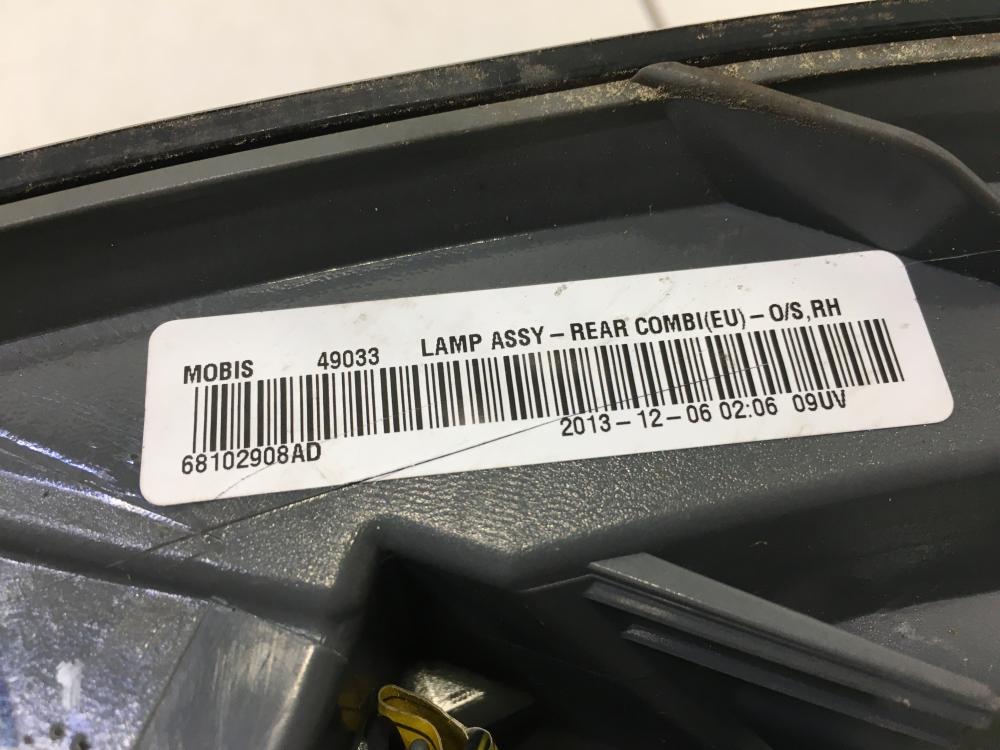 MOBIS 49033 LAMP ASSY-REAR COMBI(EU)-O/S,RH
68102908AD 2013-12-06 02:06 09UV